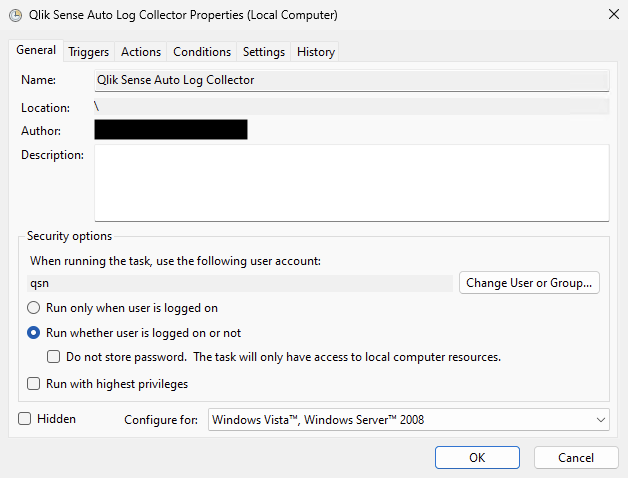 Qlik Sense Auto Log Collector Properties (Local Computer)
General Triggers Actions Conditions Settings History
Name: Qlik Sense Auto Log Collector
Location: \
Author:
Description:
Security options
When running the task, use the following user account:
qsn Change User or Group...
Run only when user is logged on
Run whether user is logged on or not
Do not store password. The task will only have access to local computer resources.
Run with highest privileges
Hidden Configure for: Windows Vista™, Windows Server™ 2008
OK Cancel